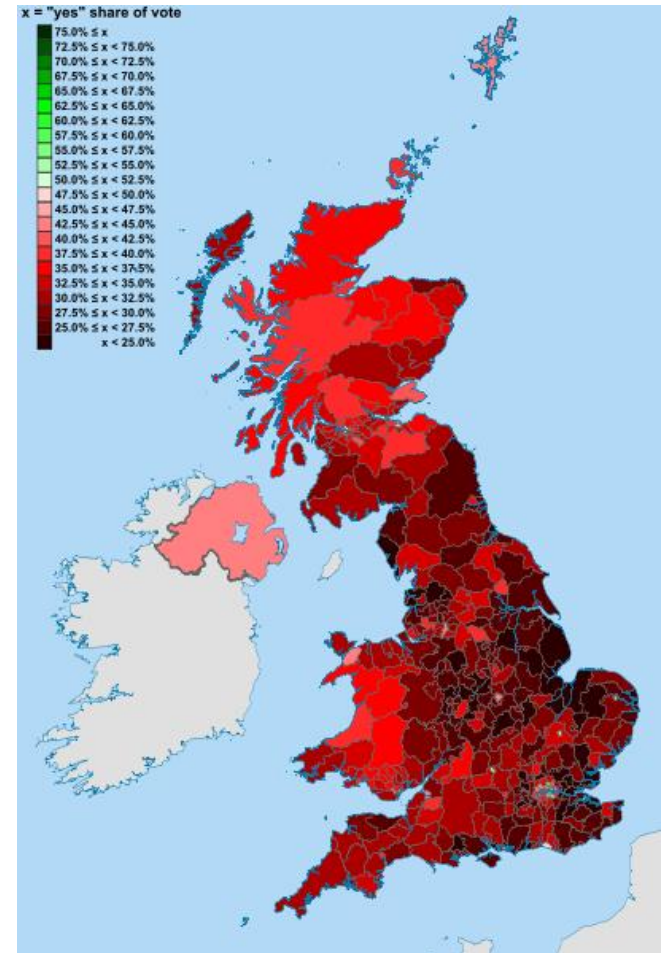 x = "yes" share of vote
75.0% ≤ x
72.5% ≤ x < 75.0%
70.0% ≤ x < 72.5%
67.5% ≤ x < 70.0%
65.0% ≤ x < 67.5%
62.5% ≤ x < 65.0%
60.0% ≤ x < 62.5%
57.5% ≤ x < 60.0%
55.0% ≤ x < 57.5%
52.5% ≤ x < 55.0%
50.0% ≤ x < 52.5%
47.5% ≤ x < 50.0%
45.0% ≤ x < 47.5%
42.5% ≤ x < 45.0%
40.0% ≤ x < 42.5%
37.5% ≤ x < 40.0%
35.0% ≤ x < 37.5%
32.5% ≤ x < 35.0%
30.0% ≤ x < 32.5%
27.5% ≤ x < 30.0%
25.0% ≤ x < 27.5%
x < 25.0%